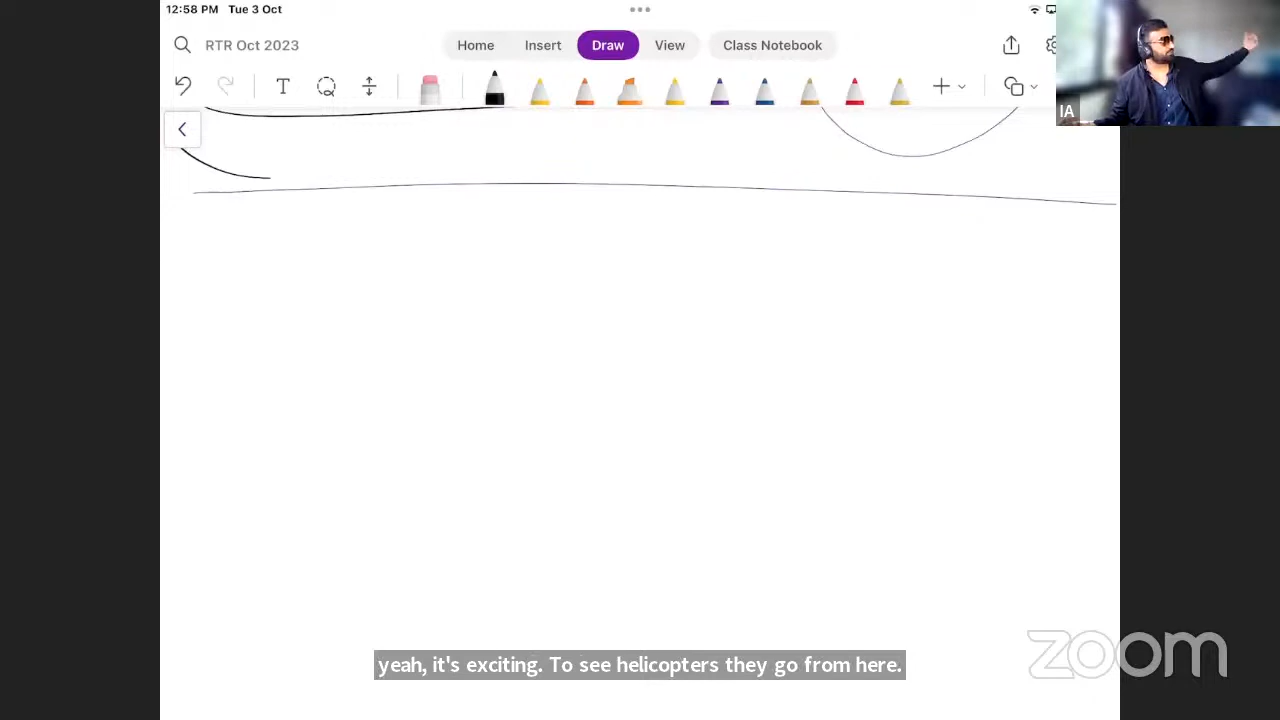 12:58 PM Tue 3 Oct
RTR Oct 2023
Home Insert Draw View Class Notebook
T
IA
yeah, it's exciting. To see helicopters they go from here.
zoom